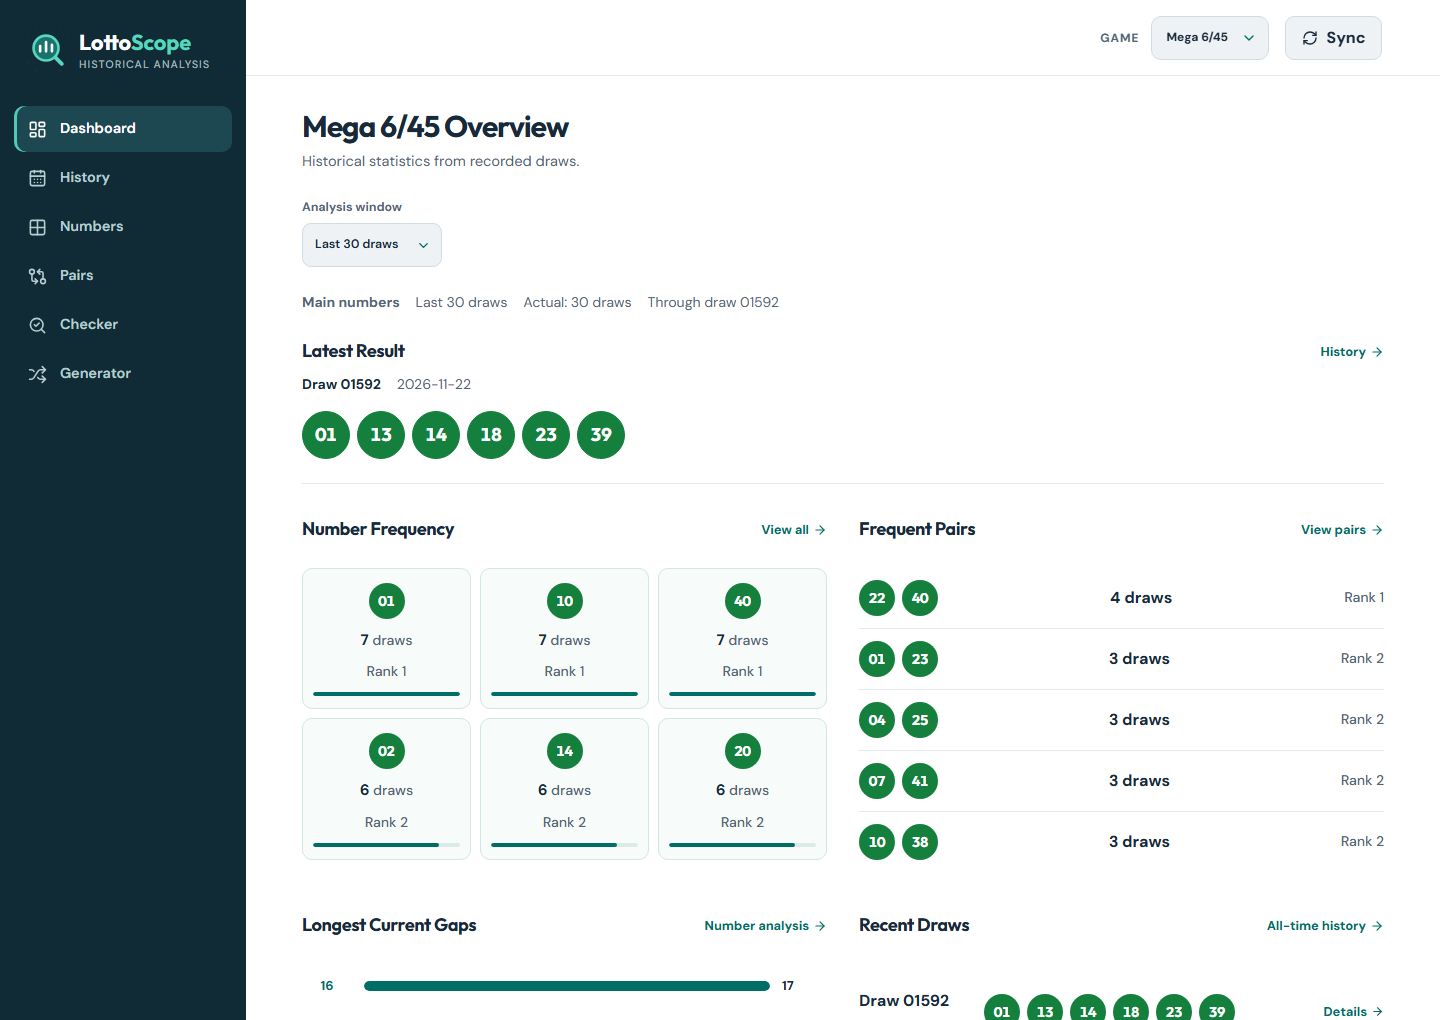 LottoScope
HISTORICAL ANALYSIS
Dashboard
History
Numbers
Pairs
Checker
Generator
GAME
Mega 6/45
Sync
Mega 6/45 Overview
Historical statistics from recorded draws.
Analysis window
Last 30 draws
Main numbers Last 30 draws Actual: 30 draws Through draw 01592
Latest Result
History
Draw 01592 2026-11-22
01 13 14 18 23 39
Number Frequency
View all
01 10 40
7 draws 7 draws 7 draws
Rank 1 Rank 1 Rank 1
02 14 20
6 draws 6 draws 6 draws
Rank 2 Rank 2 Rank 2
Frequent Pairs
View pairs
22 40 4 draws Rank 1
01 23 3 draws Rank 2
04 25 3 draws Rank 2
07 41 3 draws Rank 2
10 38 3 draws Rank 2
Longest Current Gaps
Number analysis
16 17
Recent Draws
All-time history
Draw 01592 01 13 14 18 23 39 Details